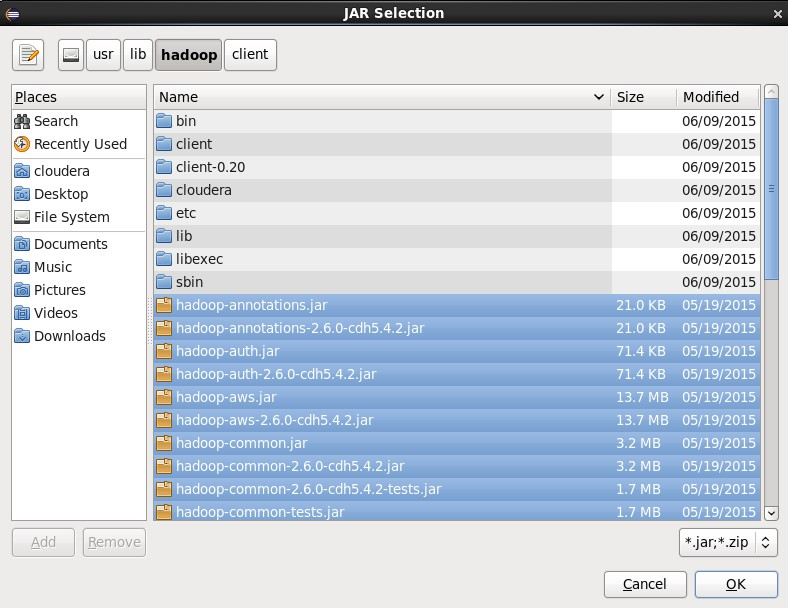 JAR Selection
usr lib hadoop client
Places
Search
Recently Used
cloudera
Desktop
File System
Documents
Music
Pictures
Videos
Downloads
Name Size Modified
bin 06/09/2015
client 06/09/2015
client-0.20 06/09/2015
cloudera 06/09/2015
etc 06/09/2015
lib 06/09/2015
libexec 06/09/2015
sbin 06/09/2015
hadoop-annotations.jar 21.0 KB 05/19/2015
hadoop-annotations-2.6.0-cdh5.4.2.jar 21.0 KB 05/19/2015
hadoop-auth.jar 71.4 KB 05/19/2015
hadoop-auth-2.6.0-cdh5.4.2.jar 71.4 KB 05/19/2015
hadoop-aws.jar 13.7 MB 05/19/2015
hadoop-aws-2.6.0-cdh5.4.2.jar 13.7 MB 05/19/2015
hadoop-common.jar 3.2 MB 05/19/2015
hadoop-common-2.6.0-cdh5.4.2.jar 3.2 MB 05/19/2015
hadoop-common-2.6.0-cdh5.4.2-tests.jar 1.7 MB 05/19/2015
hadoop-common-tests.jar 1.7 MB 05/19/2015
Add Remove
*.jar;*.zip
Cancel OK